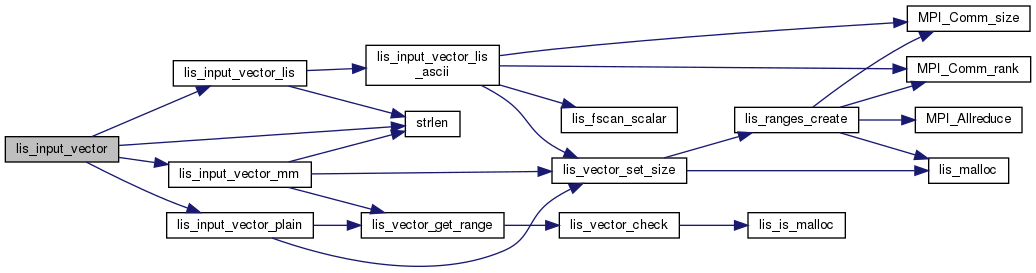 lis_input_vector
lis_input_vector_lis
lis_input_vector_mm
lis_input_vector_plain
lis_input_vector_lis
_ascii
strlen
lis_vector_get_range
lis_fscan_scalar
lis_vector_set_size
lis_vector_check
lis_ranges_create
lis_is_malloc
MPI_Comm_size
MPI_Comm_rank
MPI_Allreduce
lis_malloc